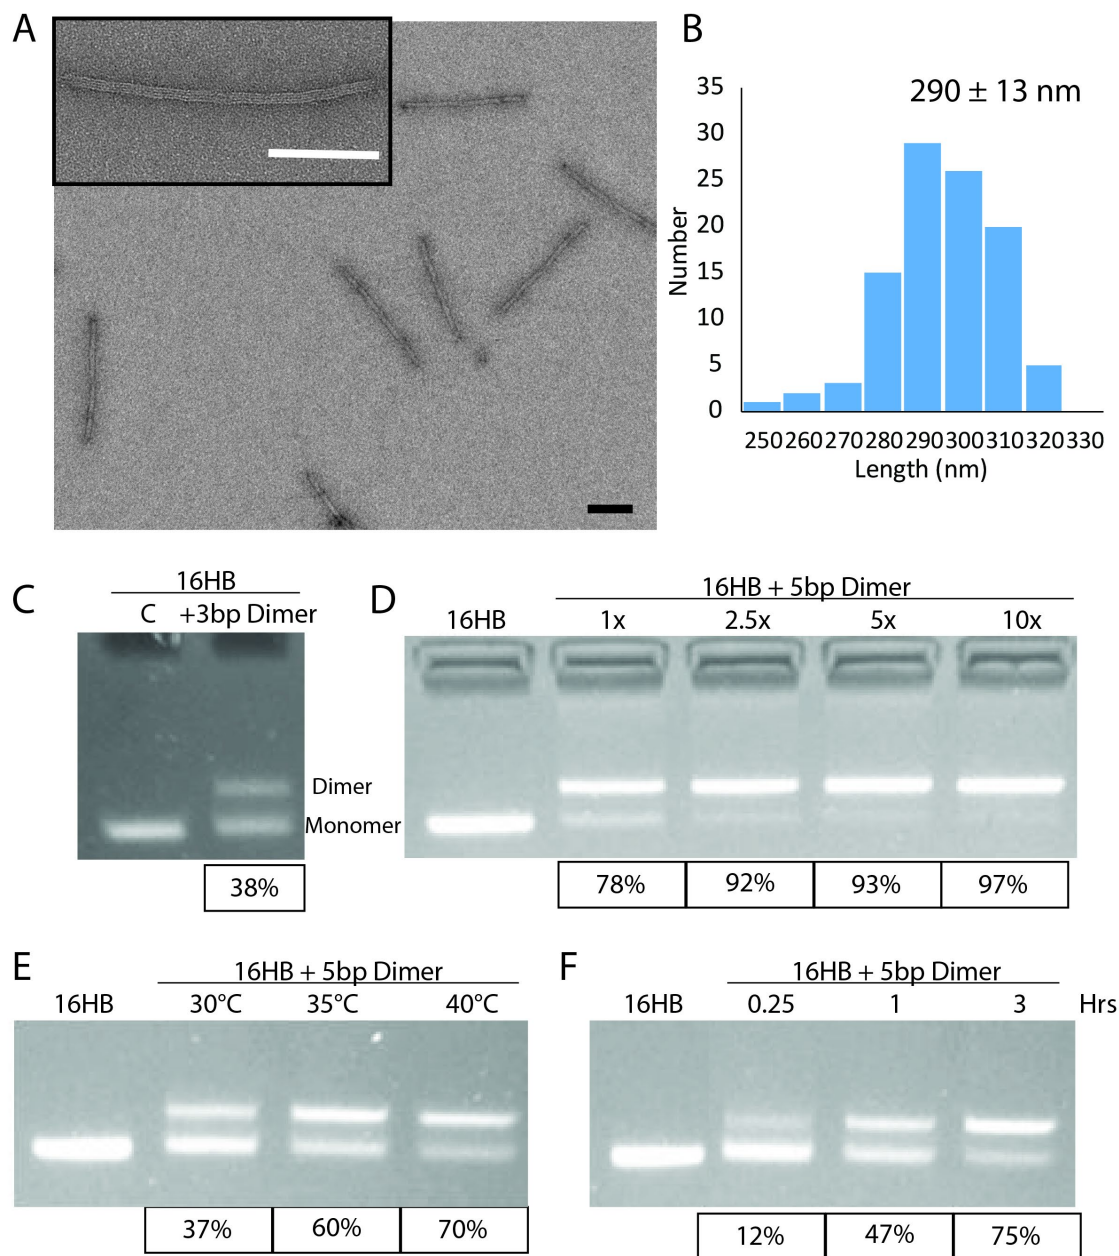 A
B
290 ± 13 nm
35
30
25
20
15
10
5
0
Number
250 260 270 280 290 300 310 320 330
Length (nm)
C
16HB
C +3bp Dimer
Dimer
Monomer
38%
D
16HB + 5bp Dimer
16HB 1x 2.5x 5x 10x
78% 92% 93% 97%
E
16HB + 5bp Dimer
16HB 30°C 35°C 40°C
37% 60% 70%
F
16HB + 5bp Dimer
16HB 0.25 1 3 Hrs
12% 47% 75%